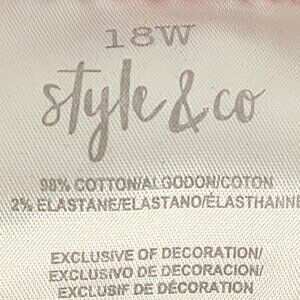 18W
style & co
98% COTTON/ALGODON/COTON
2% ELASTANE/ELASTANO/ÉLASTHANNE
EXCLUSIVE OF DECORATION/
EXCLUSIVO DE DECORACIÓN/
EXCLUSIF DE DÉCORATION